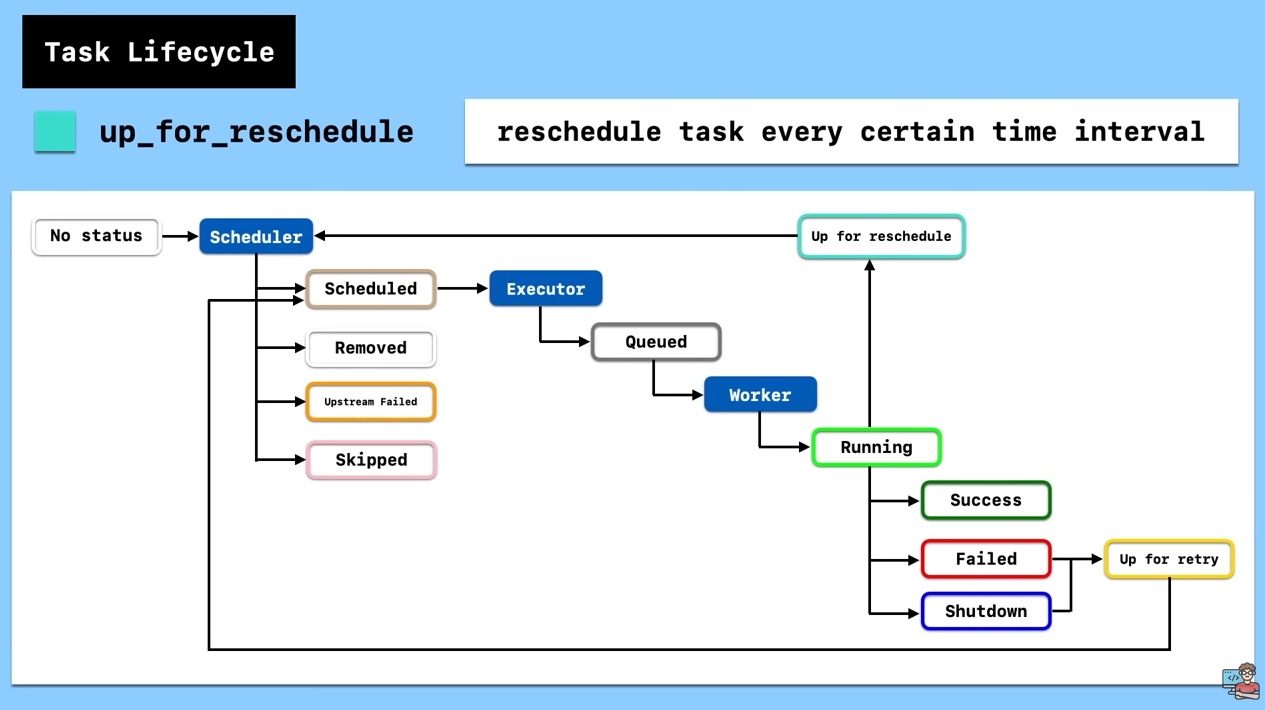 Task Lifecycle
up_for_reschedule
reschedule task every certain time interval
No status
Scheduler
Up for reschedule
Scheduled
Executor
Removed
Queued
Upstream Failed
Worker
Skipped
Running
Success
Failed
Up for retry
Shutdown